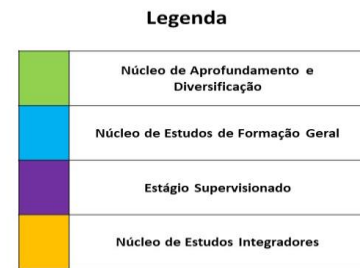 Legenda
Núcleo de Aprofundamento e
Diversificação
Núcleo de Estudos de Formação Geral
Estágio Supervisionado
Núcleo de Estudos Integradores